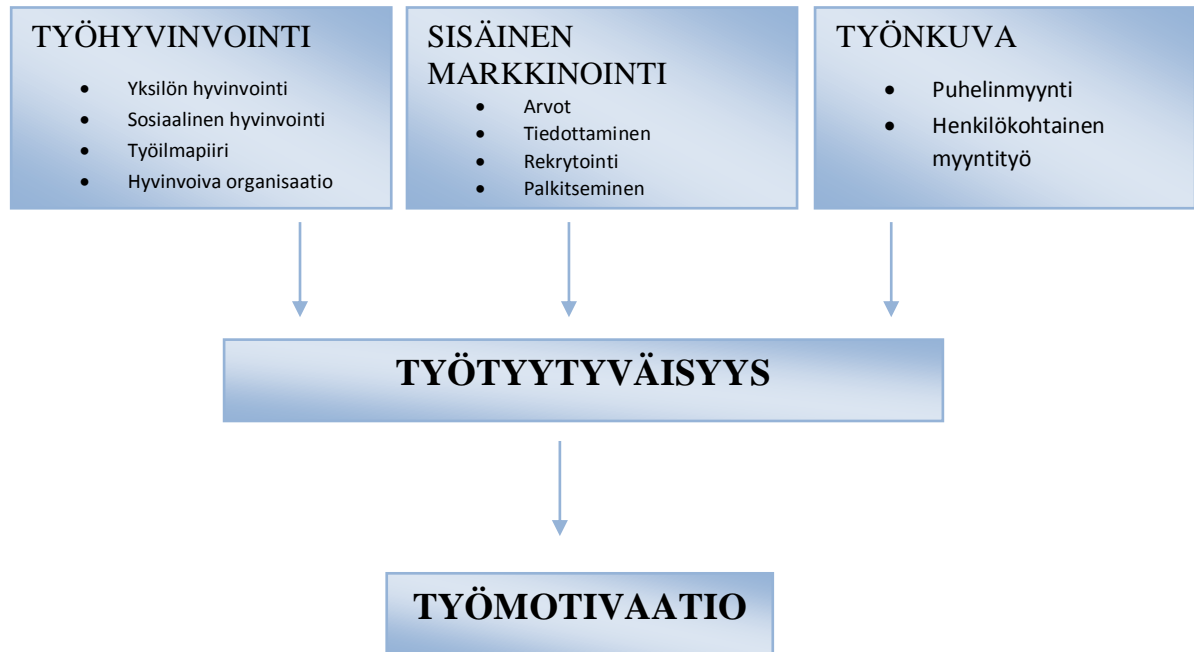 TYÖHYVINVOINTI
• Yksilön hyvinvointi
• Sosiaalinen hyvinvointi
• Työilmapiiri
• Hyvinvoiva organisaatio
SISÄINEN
MARKKINOINTI
• Arvot
• Tiedottaminen
• Rekrytointi
• Palkitseminen
TYÖNKUVA
• Puhelinmyynti
• Henkilökohtainen
myyntityö
TYÖTYYTYVÄISYYS
TYÖMOTIVAATIO